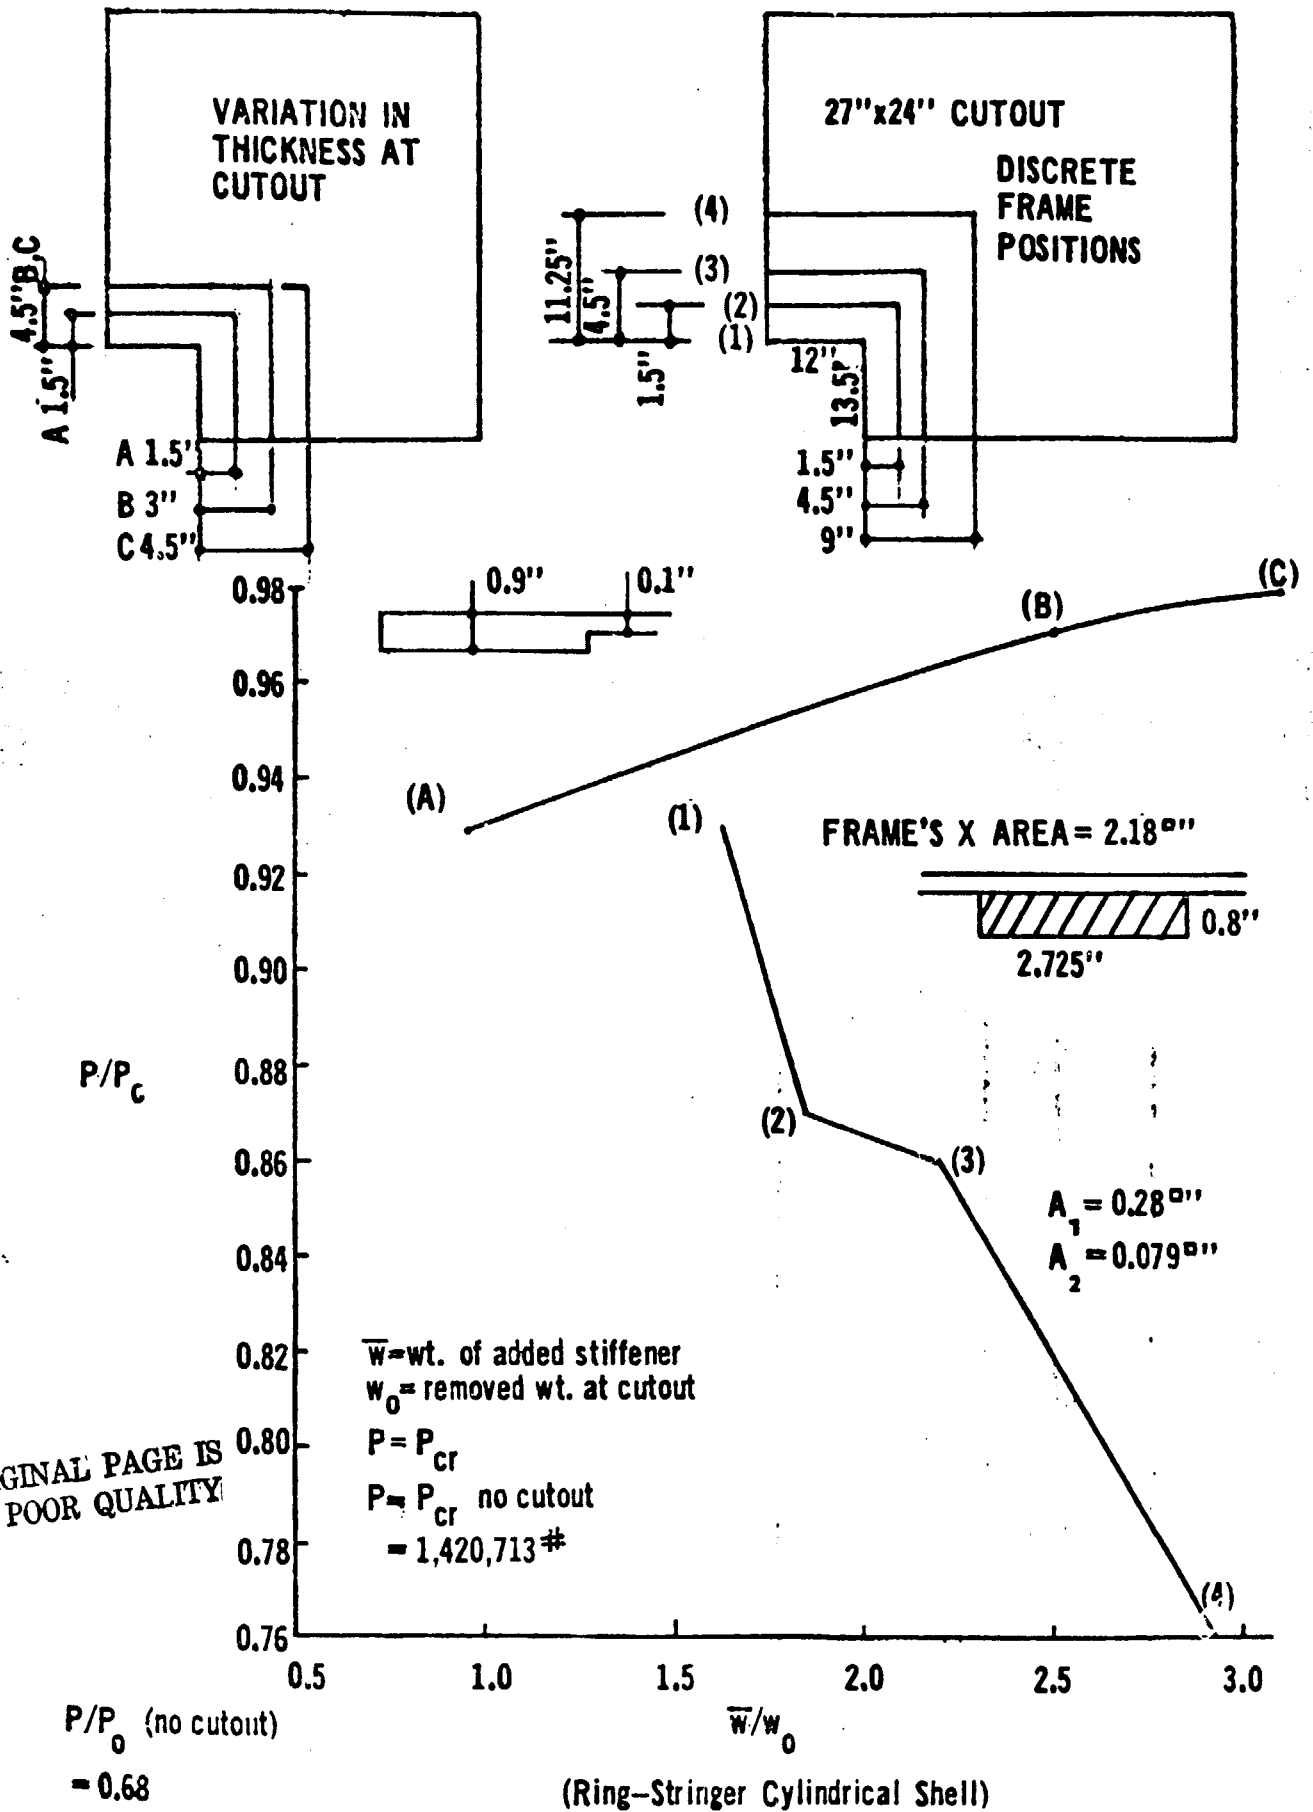 VARIATION IN
THICKNESS AT
CUTOUT
4.5" B,C
A 1.5"
A 1.5'
B 3"
C 4.5"
27"x24" CUTOUT
DISCRETE
FRAME
POSITIONS
(4)
(3)
(2)
(1)
11.25"
4.5"
1.5"
12"
13.5"
1.5"
4.5"
9"
0.9"
0.1"
(A)
(B)
(C)
(1)
(2)
(3)
(4)
FRAME'S X AREA = 2.18□"
0.8"
2.725"
A₁ = 0.28□"
A₂ = 0.079□"
P/Pc
0.98
0.96
0.94
0.92
0.90
0.88
0.86
0.84
0.82
0.80
0.78
0.76
w̅=wt. of added stiffener
w₀= removed wt. at cutout
P = Pcr
P= Pcr no cutout
= 1,420,713#
GINAL PAGE IS
POOR QUALITY
0.5
1.0
1.5
2.0
2.5
3.0
w̅/w₀
P/P₀ (no cutout)
= 0.68
(Ring–Stringer Cylindrical Shell)